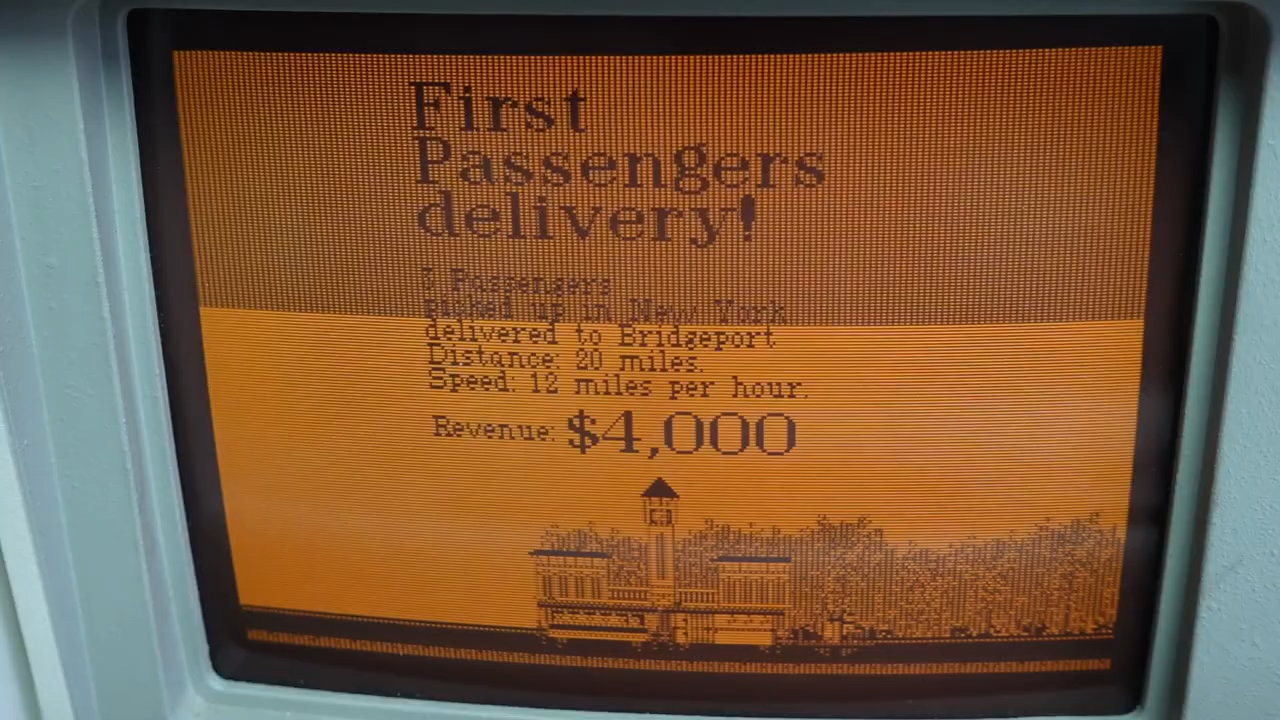 First
Passengers
delivery!
Passengers
picked up in New York
delivered to Bridgeport
Distance: 20 miles.
Speed: 12 miles per hour.
Revenue: $4,000